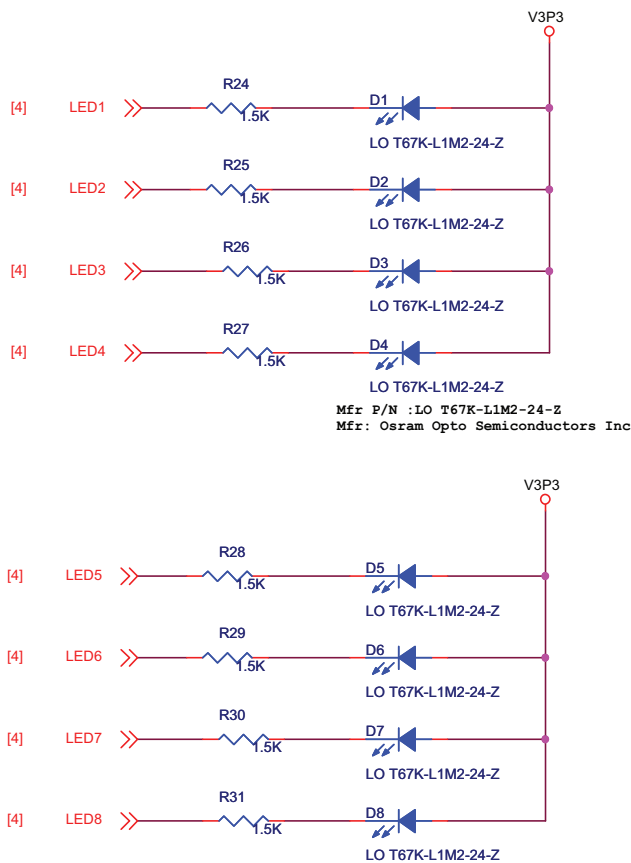 V3P3
R24
[4] LED1 1.5K D1
LO T67K-L1M2-24-Z
R25
[4] LED2 1.5K D2
LO T67K-L1M2-24-Z
R26
[4] LED3 1.5K D3
LO T67K-L1M2-24-Z
R27
[4] LED4 1.5K D4
LO T67K-L1M2-24-Z
Mfr P/N :LO T67K-L1M2-24-Z
Mfr: Osram Opto Semiconductors Inc
V3P3
R28
[4] LED5 1.5K D5
LO T67K-L1M2-24-Z
R29
[4] LED6 1.5K D6
LO T67K-L1M2-24-Z
R30
[4] LED7 1.5K D7
LO T67K-L1M2-24-Z
R31
[4] LED8 1.5K D8
LO T67K-L1M2-24-Z